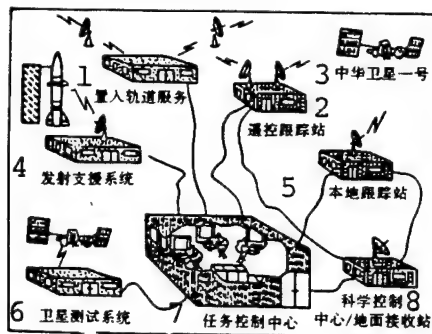 1
置入轨道服务
3
中华卫星一号
2
遥控跟踪站
4
发射支援系统
5
本地跟踪站
6
卫星测试系统
7
任务控制中心
8
科学控制
中心/地面接收站